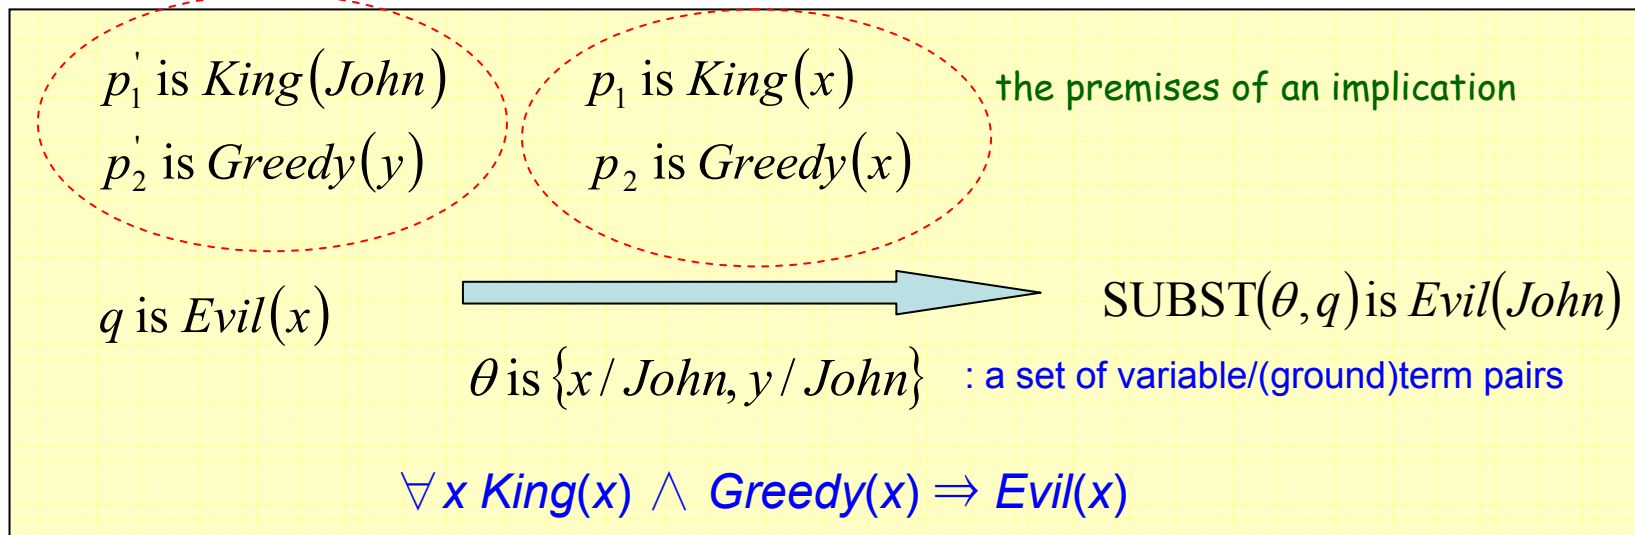 p₁' is King(John) p₁ is King(x) the premises of an implication
p₂' is Greedy(y) p₂ is Greedy(x)
q is Evil(x) SUBST(θ, q) is Evil(John)
θ is {x / John, y / John} : a set of variable/(ground)term pairs
∀ x King(x) ∧ Greedy(x) ⇒ Evil(x)